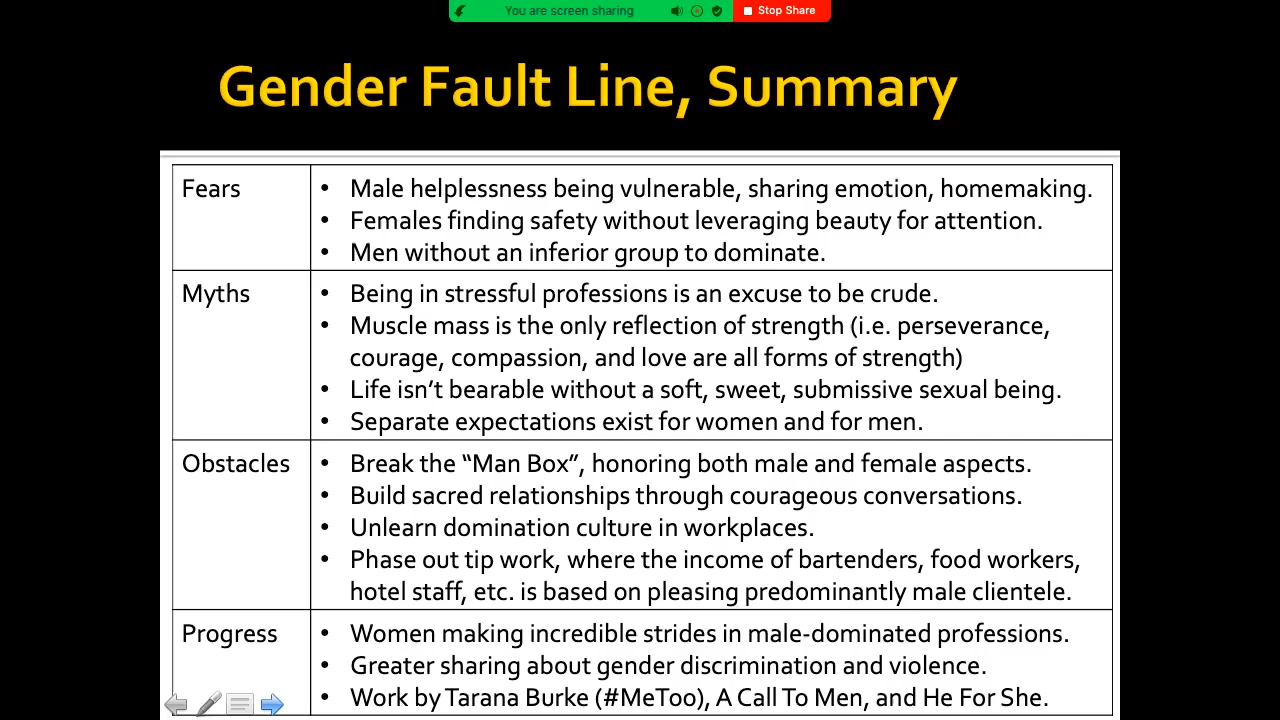 You are screen sharing
Stop Share
Gender Fault Line, Summary
Fears
• Male helplessness being vulnerable, sharing emotion, homemaking.
• Females finding safety without leveraging beauty for attention.
• Men without an inferior group to dominate.
Myths
• Being in stressful professions is an excuse to be crude.
• Muscle mass is the only reflection of strength (i.e. perseverance,
courage, compassion, and love are all forms of strength)
• Life isn’t bearable without a soft, sweet, submissive sexual being.
• Separate expectations exist for women and for men.
Obstacles
• Break the “Man Box”, honoring both male and female aspects.
• Build sacred relationships through courageous conversations.
• Unlearn domination culture in workplaces.
• Phase out tip work, where the income of bartenders, food workers,
hotel staff, etc. is based on pleasing predominantly male clientele.
Progress
• Women making incredible strides in male-dominated professions.
• Greater sharing about gender discrimination and violence.
• Work by Tarana Burke (#MeToo), A Call To Men, and He For She.